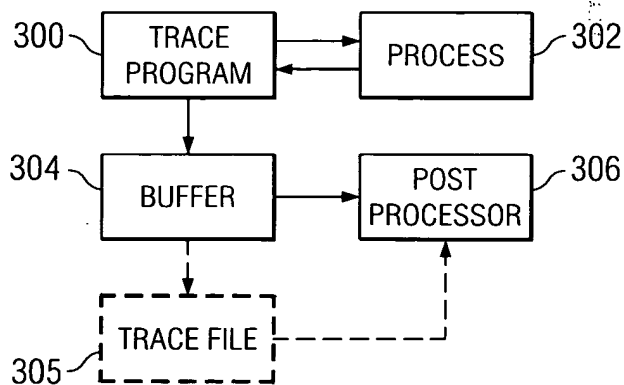 300
TRACE
PROGRAM
PROCESS
302
304
BUFFER
POST
PROCESSOR
306
TRACE FILE
305